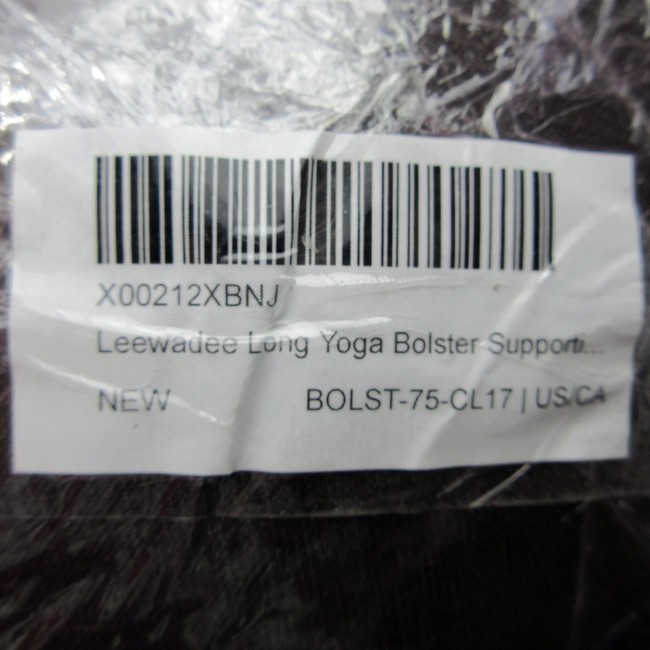 X00212XBNJ
Leewadee Long Yoga Bolster Supporti...
NEW BOLST-75-CL17 | US/CA